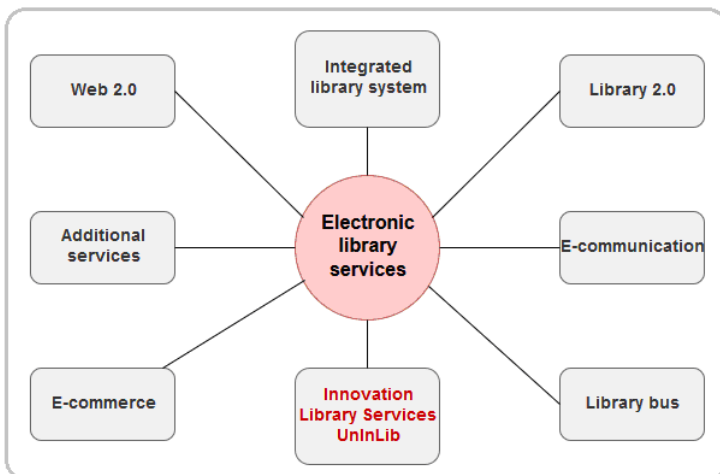 Web 2.0
Integrated
library system
Library 2.0
Additional
services
Electronic
library
services
E-communication
E-commerce
Innovation
Library Services
UnInLib
Library bus